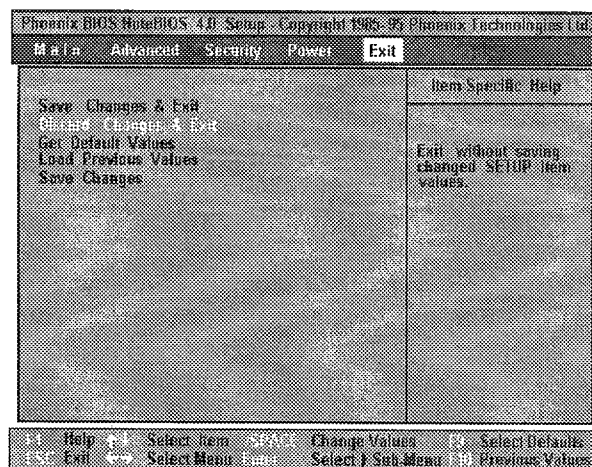 Phoenix BIOS NoteBIOS 4.0 Setup - Copyright 1985-95 Phoenix Technologies Ltd
Main Advanced Security Power Exit
Item Specific Help
Save Changes & Exit
Discard Changes & Exit
Get Default Values
Load Previous Values
Save Changes
Exit without saving
changed SETUP item
values.
F1 Help Select Item SPACE Change Values F9 Select Defaults
ESC Exit Select Menu Enter Select Sub-Menu F10 Previous Values